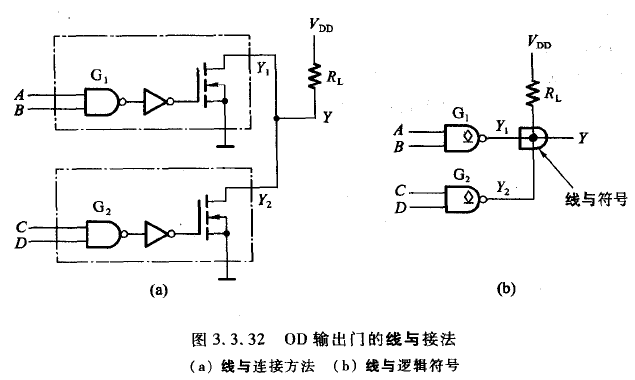 V_DD
R_L
G_1
A
B
Y_1
Y
G_2
C
D
Y_2
(a)
V_DD
R_L
G_1
A
B
Y_1
Y
G_2
C
D
Y_2
线与符号
(b)
图 3.3.32 OD 输出门的线与接法
(a) 线与连接方法 (b) 线与逻辑符号